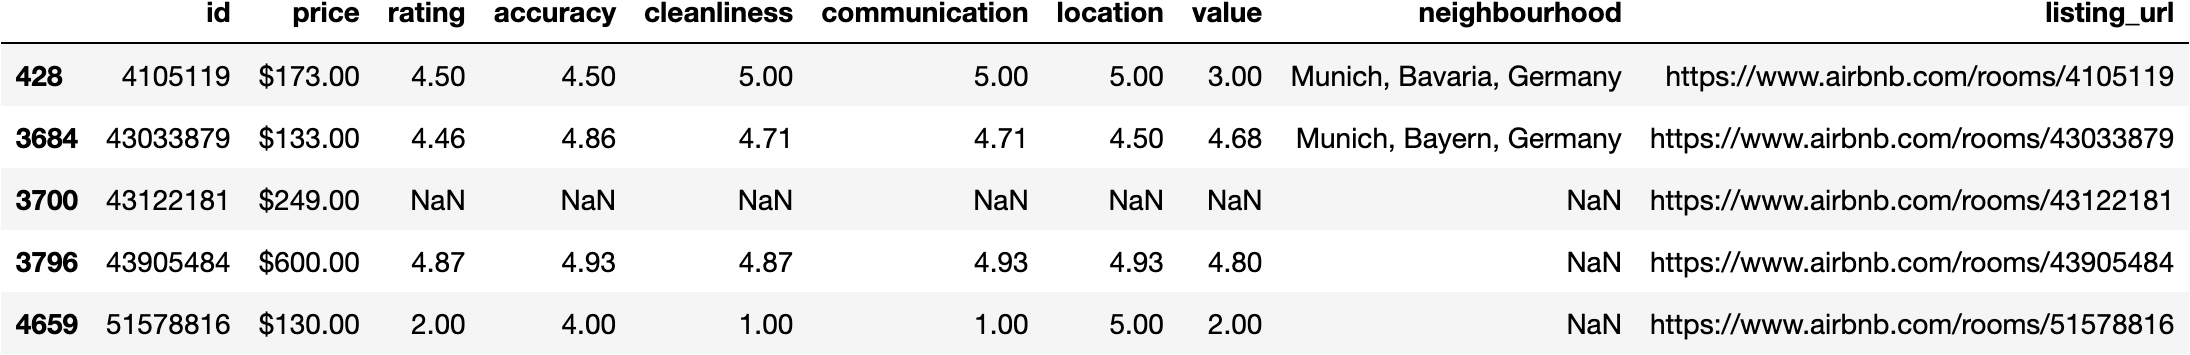 id price rating accuracy cleanliness communication location value neighbourhood listing_url
428 4105119 $173.00 4.50 4.50 5.00 5.00 5.00 3.00 Munich, Bavaria, Germany https://www.airbnb.com/rooms/4105119
3684 43033879 $133.00 4.46 4.86 4.71 4.71 4.50 4.68 Munich, Bayern, Germany https://www.airbnb.com/rooms/43033879
3700 43122181 $249.00 NaN NaN NaN NaN NaN NaN NaN https://www.airbnb.com/rooms/43122181
3796 43905484 $600.00 4.87 4.93 4.87 4.93 4.93 4.80 NaN https://www.airbnb.com/rooms/43905484
4659 51578816 $130.00 2.00 4.00 1.00 1.00 5.00 2.00 NaN https://www.airbnb.com/rooms/51578816